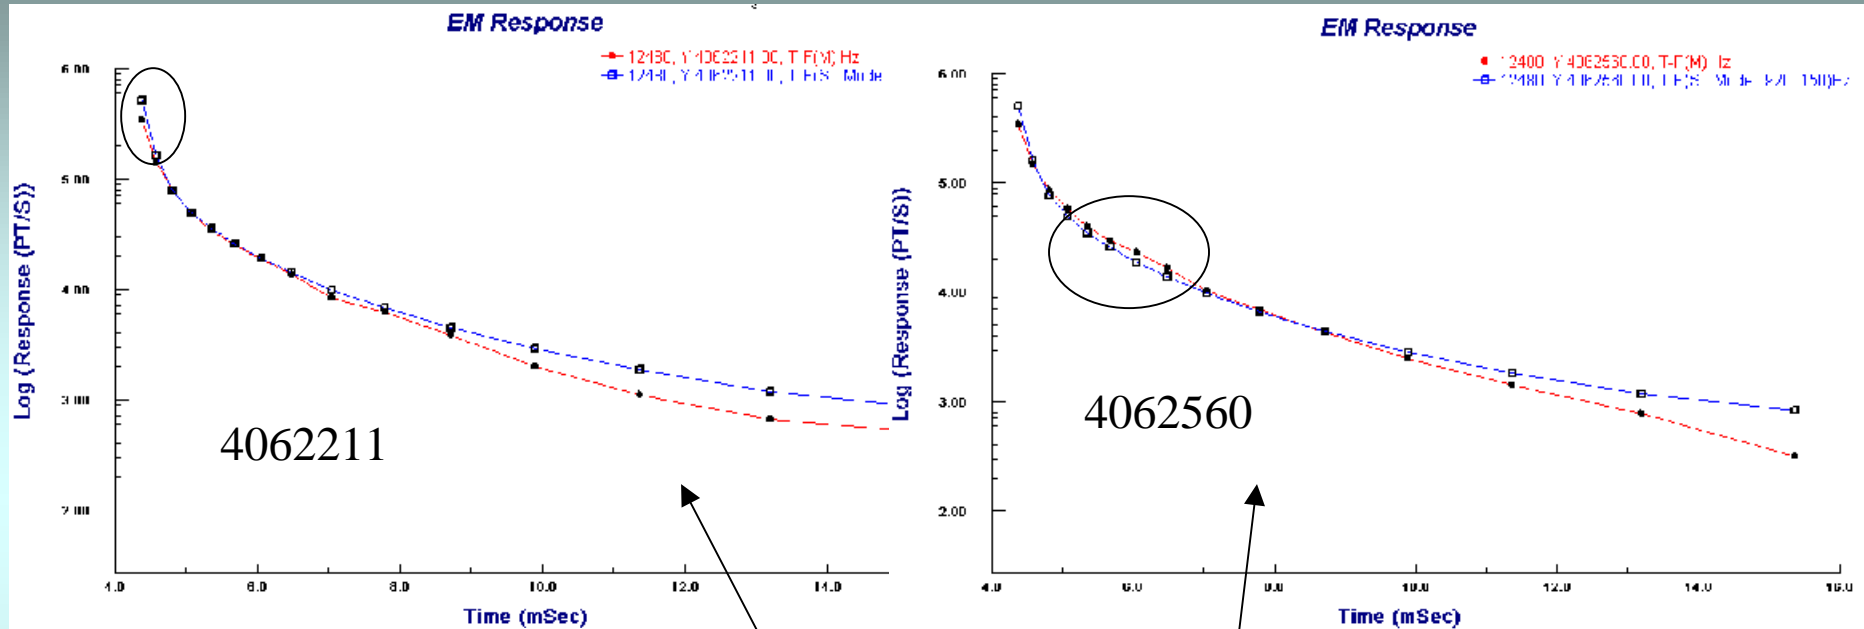 EM Response
6.00
5.00
4.00
3.00
2.00
Log (Response (PT/S))
4062211
4.0 6.0 8.0 10.0 12.0 14.0
Time (mSec)
EM Response
6.00
5.00
4.00
3.00
2.00
Log (Response (PT/S))
4062560
4.0 6.0 8.0 10.0 12.0 14.0 16.0
Time (mSec)